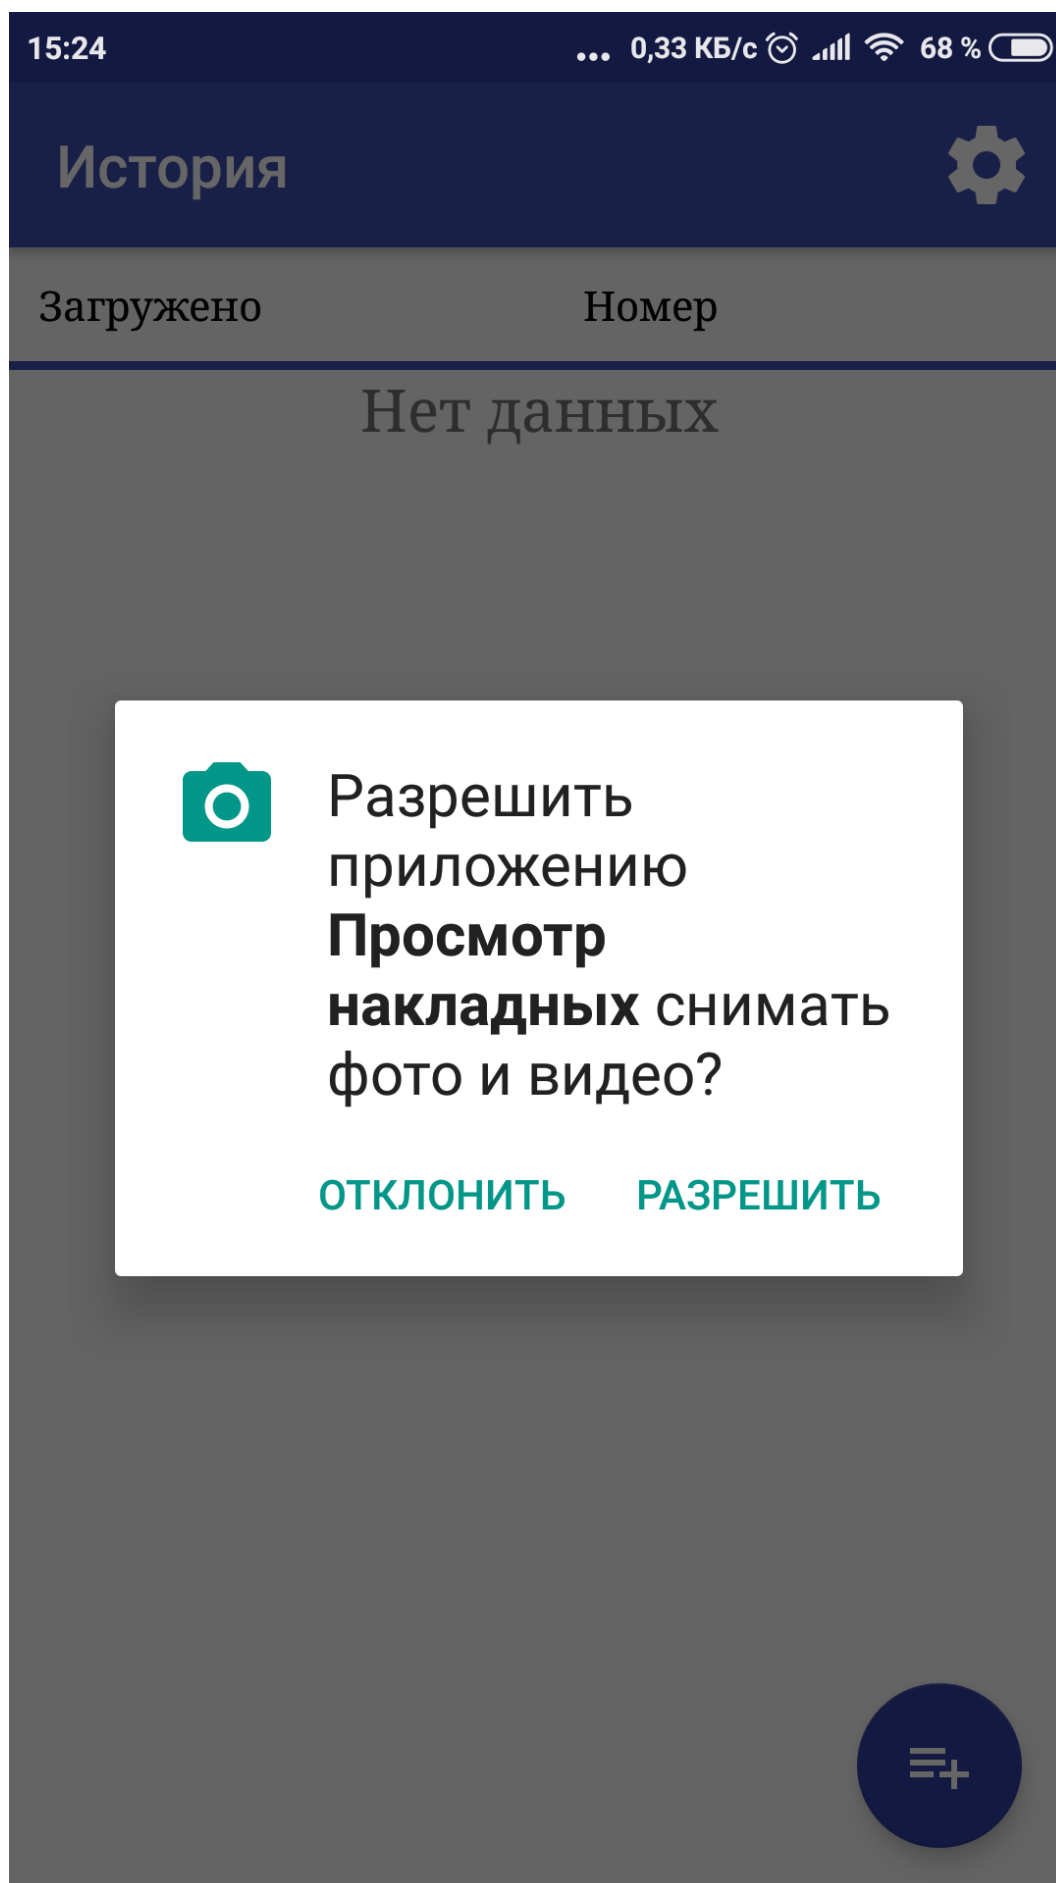 15:24 ... 0,33 КБ/с 68 %
История
Загружено Номер
Нет данных
Разрешить
приложению
Просмотр
накладных снимать
фото и видео?
ОТКЛОНИТЬ РАЗРЕШИТЬ